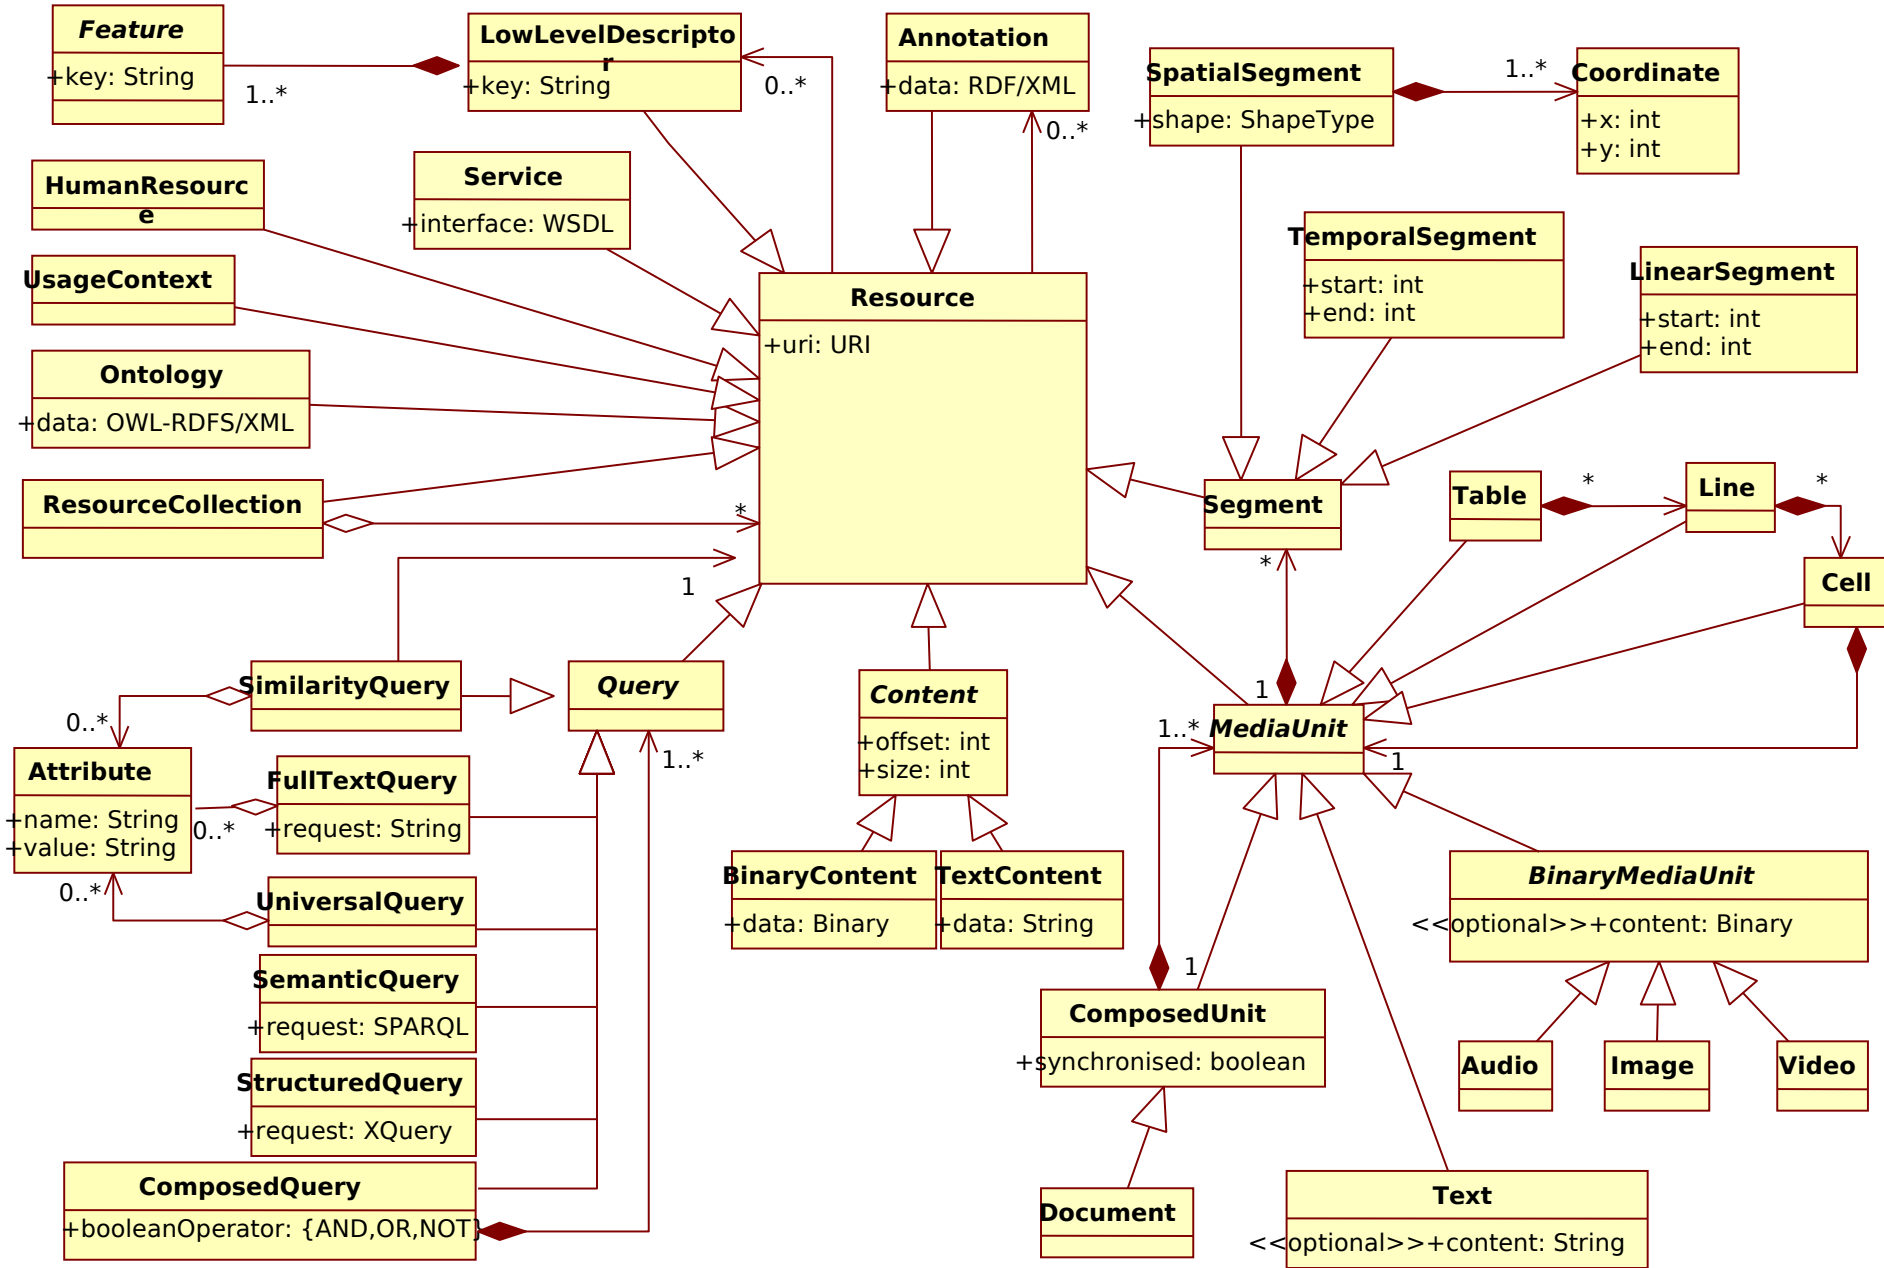 Feature
+key: String
1..*
LowLevelDescripto
r
+key: String
0..*
Annotation
+data: RDF/XML
0..*
SpatialSegment
+shape: ShapeType
1..*
Coordinate
+x: int
+y: int
HumanResourc
e
Service
+interface: WSDL
UsageContext
TemporalSegment
+start: int
+end: int
LinearSegment
+start: int
+end: int
Resource
+uri: URI
Ontology
+data: OWL-RDFS/XML
ResourceCollection
*
Segment
*
Table
*
Line
*
Cell
1
SimilarityQuery
0..*
Query
1..*
Content
+offset: int
+size: int
1
1..*
MediaUnit
1
Attribute
+name: String
+value: String
0..*
0..*
FullTextQuery
+request: String
UniversalQuery
BinaryContent
+data: Binary
TextContent
+data: String
BinaryMediaUnit
<<optional>>+content: Binary
SemanticQuery
+request: SPARQL
1
ComposedUnit
+synchronised: boolean
Audio
Image
Video
StructuredQuery
+request: XQuery
ComposedQuery
+booleanOperator: {AND,OR,NOT}
Document
Text
<<optional>>+content: String